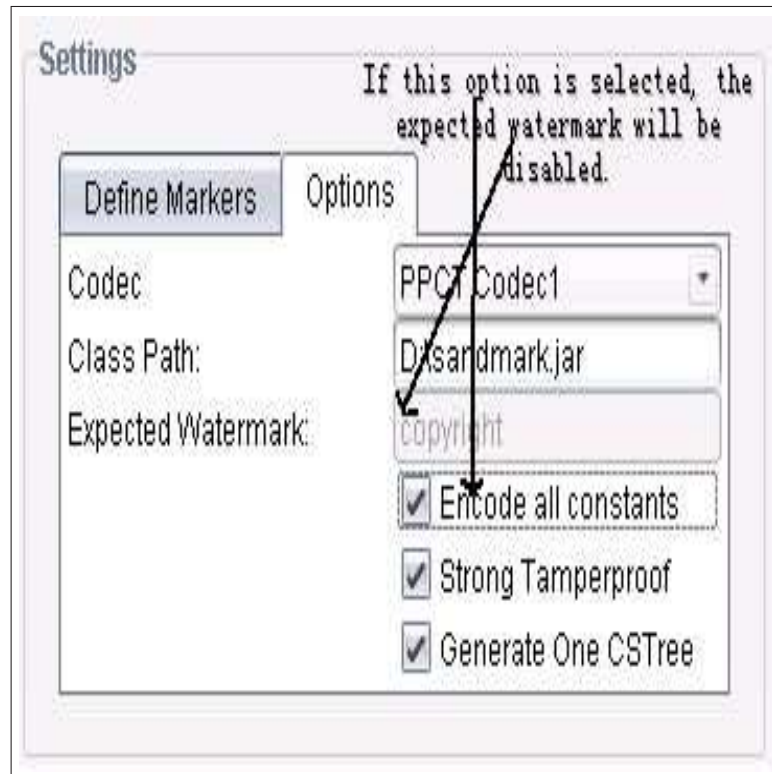 Settings
If this option is selected, the
expected watermark will be
disabled.
Define Markers
Options
Codec
PPCT Codec1
Class Path:
D:\sandmark.jar
Expected Watermark:
copyright
Encode all constants
Strong Tamperproof
Generate One CSTree